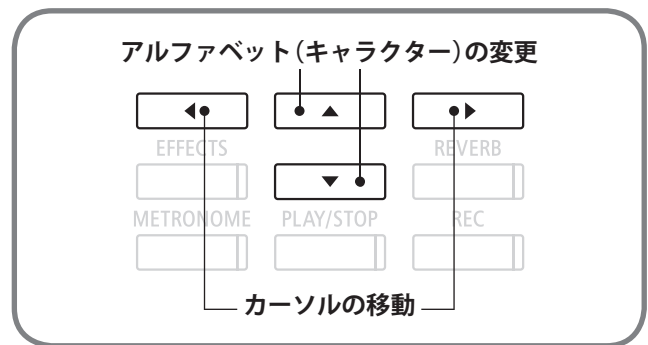 アルファベット（キャラクター）の変更
EFFECTS
REVERB
METRONOME
PLAY/STOP
REC
カーソルの移動